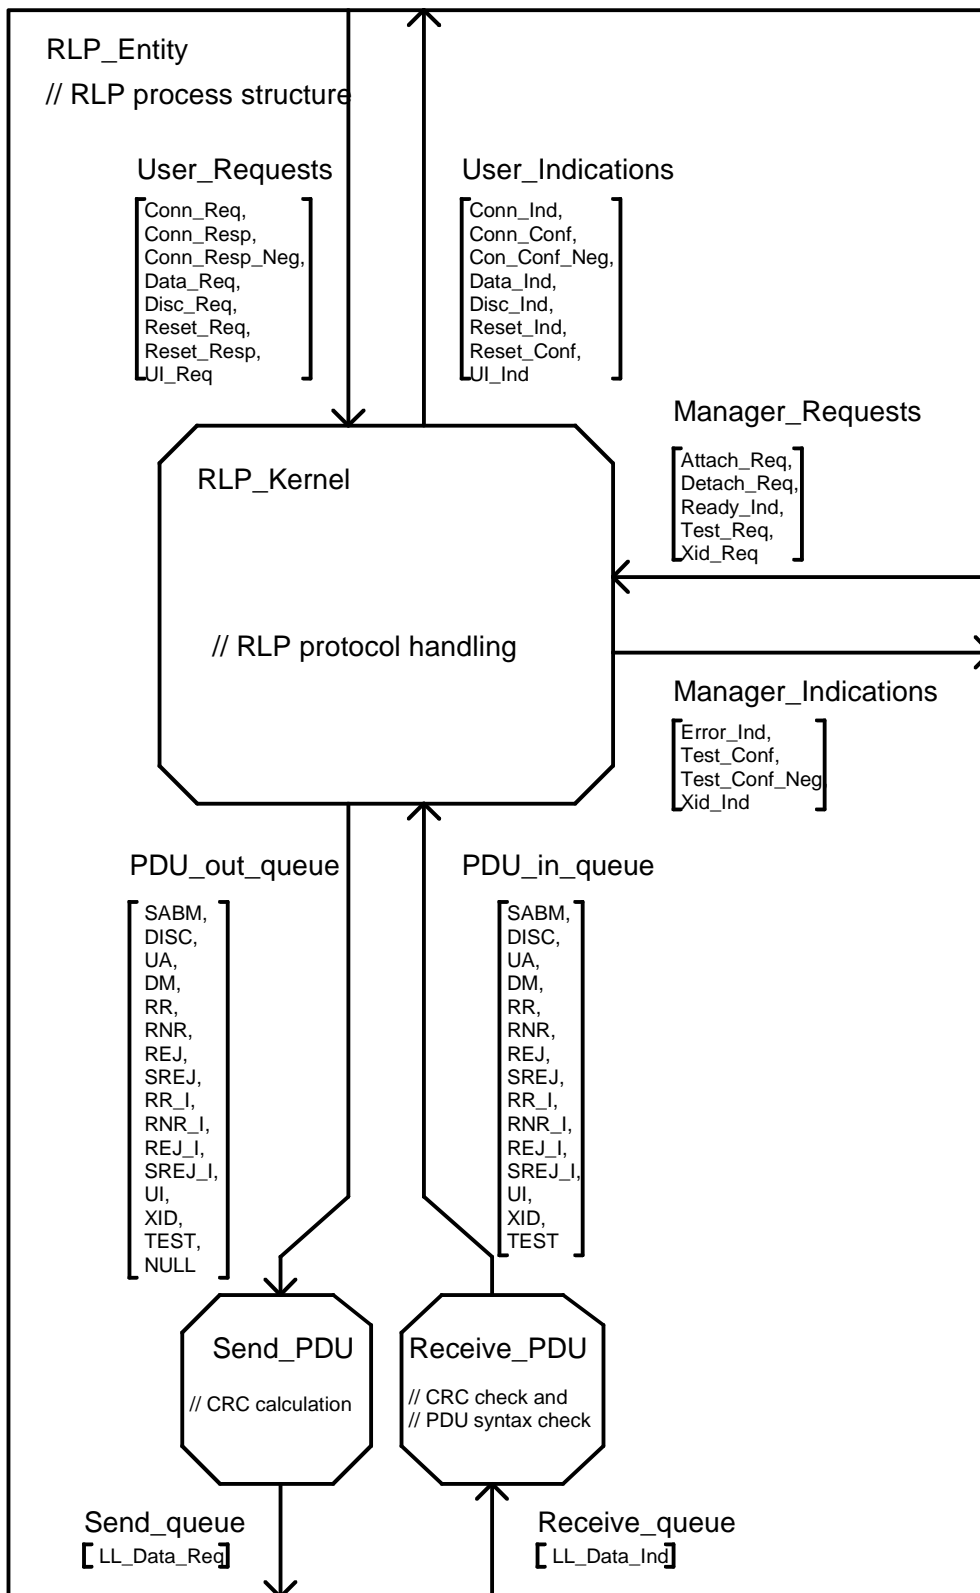 RLP_Entity
// RLP process structure
User_Requests
Conn_Req,
Conn_Resp,
Conn_Resp_Neg,
Data_Req,
Disc_Req,
Reset_Req,
Reset_Resp,
UI_Req
User_Indications
Conn_Ind,
Conn_Conf,
Con_Conf_Neg,
Data_Ind,
Disc_Ind,
Reset_Ind,
Reset_Conf,
UI_Ind
Manager_Requests
Attach_Req,
Detach_Req,
Ready_Ind,
Test_Req,
Xid_Req
RLP_Kernel
// RLP protocol handling
Manager_Indications
Error_Ind,
Test_Conf,
Test_Conf_Neg,
Xid_Ind
PDU_out_queue
SABM,
DISC,
UA,
DM,
RR,
RNR,
REJ,
SREJ,
RR_I,
RNR_I,
REJ_I,
SREJ_I,
UI,
XID,
TEST,
NULL
PDU_in_queue
SABM,
DISC,
UA,
DM,
RR,
RNR,
REJ,
SREJ,
RR_I,
RNR_I,
REJ_I,
SREJ_I,
UI,
XID,
TEST
Send_PDU
// CRC calculation
Receive_PDU
// CRC check and
// PDU syntax check
Send_queue
LL_Data_Req
Receive_queue
LL_Data_Ind